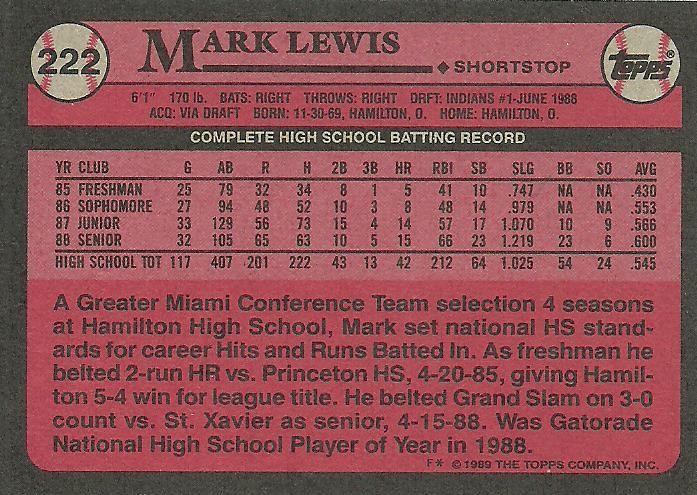 222
MARK LEWIS
Topps®
◆ SHORTSTOP
6'1" 170 lb. BATS: RIGHT THROWS: RIGHT DRFT: INDIANS #1-JUNE 1988
ACQ: VIA DRAFT BORN: 11-30-69, HAMILTON, O. HOME: HAMILTON, O.
COMPLETE HIGH SCHOOL BATTING RECORD
YR CLUB G AB R H 2B 3B HR RBI SB SLG BB SO AVG
85 FRESHMAN 25 79 32 34 8 1 5 41 10 .747 NA NA .430
86 SOPHOMORE 27 94 48 52 10 3 8 48 14 .979 NA NA .553
87 JUNIOR 33 129 56 73 15 4 14 57 17 1.070 10 9 .566
88 SENIOR 32 105 65 63 10 5 15 66 23 1.219 23 6 .600
HIGH SCHOOL TOT 117 407 201 222 43 13 42 212 64 1.025 54 24 .545
A Greater Miami Conference Team selection 4 seasons
at Hamilton High School, Mark set national HS stand-
ards for career Hits and Runs Batted In. As freshman he
belted 2-run HR vs. Princeton HS, 4-20-85, giving Hamil-
ton 5-4 win for league title. He belted Grand Slam on 3-0
count vs. St. Xavier as senior, 4-15-88. Was Gatorade
National High School Player of Year in 1988.
F* © 1989 THE TOPPS COMPANY, INC.